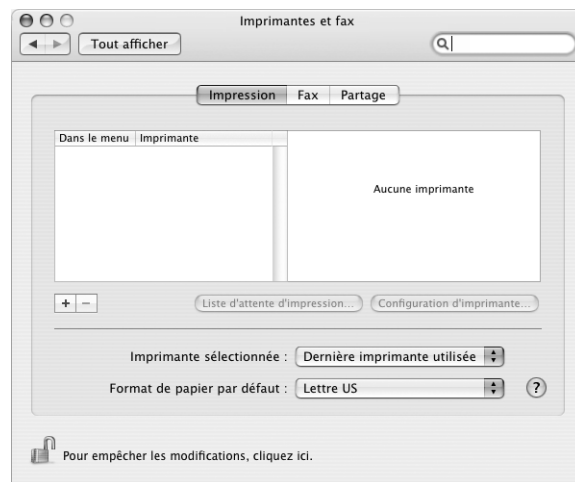 Imprimantes et fax
Tout afficher
Impression Fax Partage
Dans le menu Imprimante
Aucune imprimante
+ −
Liste d'attente d'impression... Configuration d'imprimante...
Imprimante sélectionnée : Dernière imprimante utilisée
Format de papier par défaut : Lettre US ?
Pour empêcher les modifications, cliquez ici.